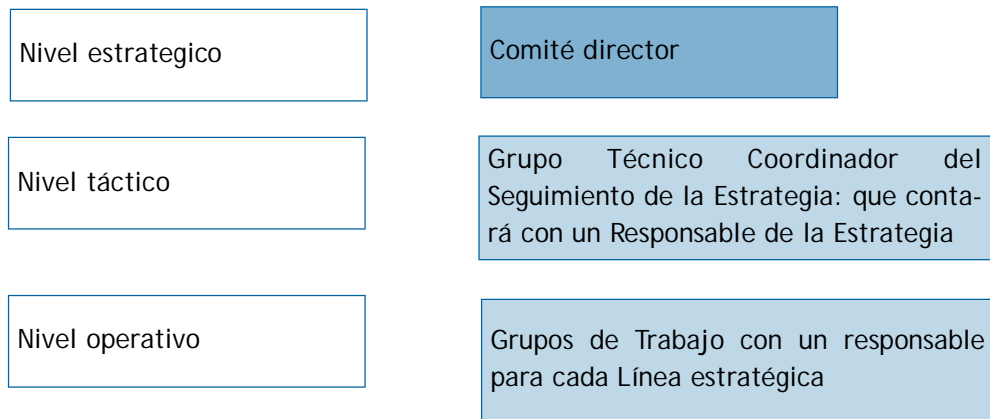 Nivel estrategico
Comité director
Nivel táctico
Grupo Técnico Coordinador del
Seguimiento de la Estrategia: que conta-
rá con un Responsable de la Estrategia
Nivel operativo
Grupos de Trabajo con un responsable
para cada Línea estratégica